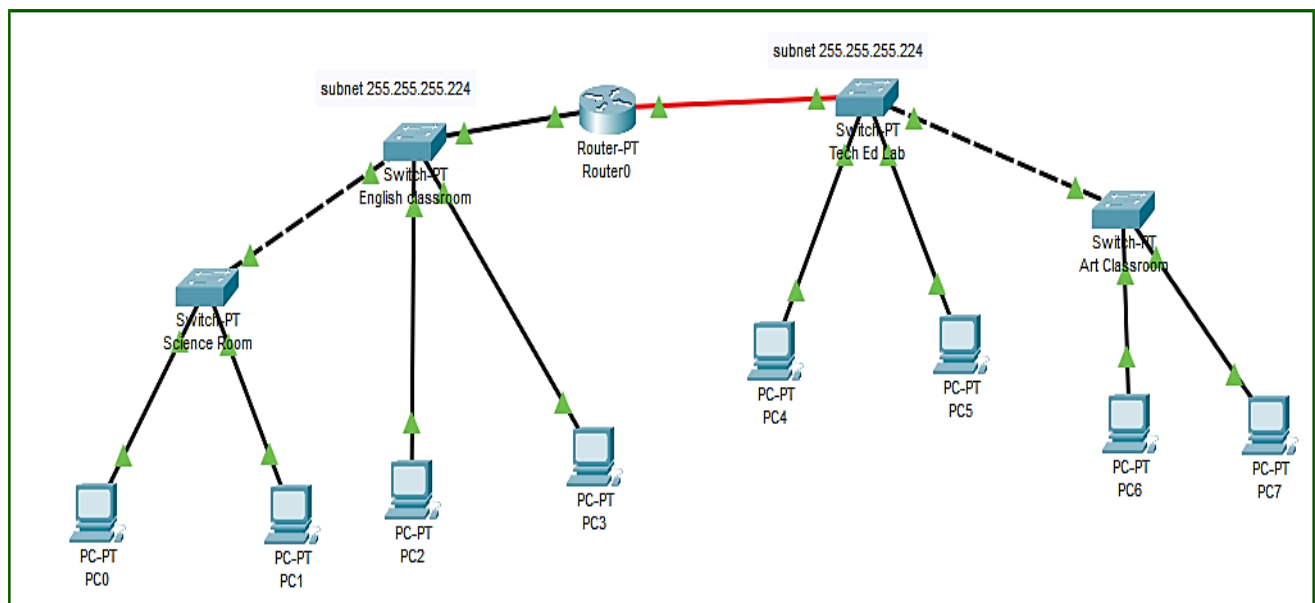 subnet 255.255.255.224
subnet 255.255.255.224
Router-PT
Router0
Switch-PT
English classroom
Switch-PT
Tech Ed Lab
Switch-PT
Art Classroom
Switch-PT
Science Room
PC-PT
PC0
PC-PT
PC1
PC-PT
PC2
PC-PT
PC3
PC-PT
PC4
PC-PT
PC5
PC-PT
PC6
PC-PT
PC7